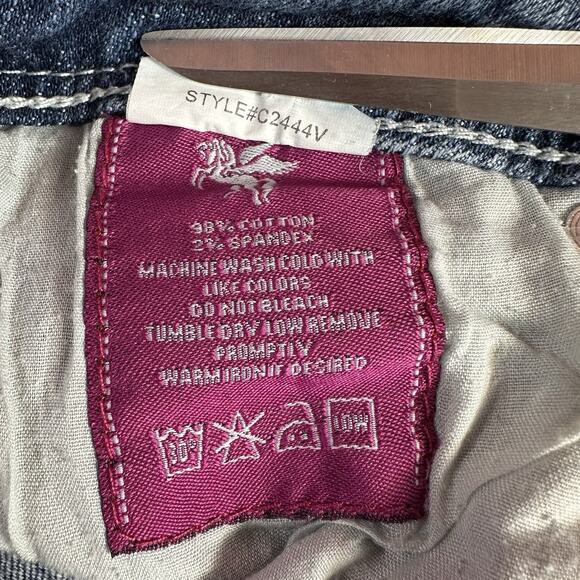 STYLE#C2444V
98% COTTON
2% SPANDEX
MACHINE WASH COLD WITH
LIKE COLORS
DO NOT BLEACH
TUMBLE DRY LOW REMOVE
PROMPTLY
WARM IRON IT DESIRED
30° LOW